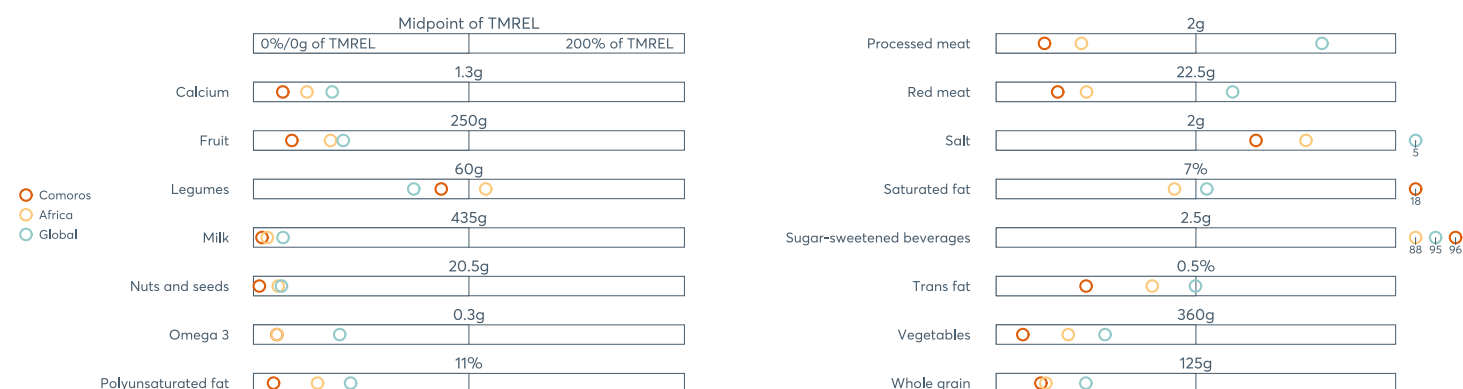 Midpoint of TMREL
0%/0g of TMREL 200% of TMREL
1.3g
Calcium
250g
Fruit
60g
Legumes
435g
Milk
20.5g
Nuts and seeds
0.3g
Omega 3
11%
Polyunsaturated fat
Comoros
Africa
Global
2g
Processed meat
22.5g
Red meat
2g
Salt
5
7%
Saturated fat
18
2.5g
Sugar-sweetened beverages
88 95 96
0.5%
Trans fat
360g
Vegetables
125g
Whole grain